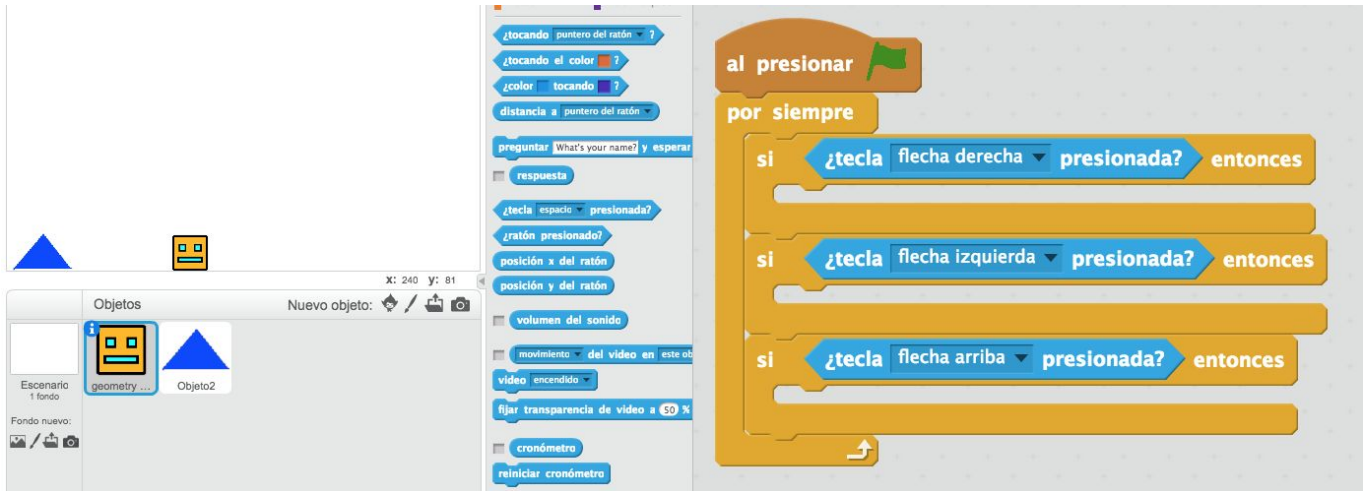 x: 240 y: 81
Objetos
Nuevo objeto:
Escenario
1 fondo
geometry ...
Objeto2
Fondo nuevo:
¿tocando puntero del ratón ?
¿tocando el color ?
¿color tocando ?
distancia a puntero del ratón
preguntar What's your name? y esperar
respuesta
¿tecla espacio presionada?
¿ratón presionado?
posición x del ratón
posición y del ratón
volumen del sonido
movimiento del video en este ob
video encendido
fijar transparencia de video a 50 %
cronómetro
reiniciar cronómetro
al presionar
por siempre
si ¿tecla flecha derecha presionada? entonces
si ¿tecla flecha izquierda presionada? entonces
si ¿tecla flecha arriba presionada? entonces